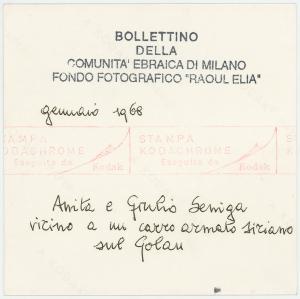 BOLLETTINO
DELLA
COMUNITA' EBRAICA DI MILANO
FONDO FOTOGRAFICO "RAOUL ELIA"
gennaio 1968
STAMPA
KODACHROME
Eseguita da
Kodak
STAMPA
KODACHROME
Eseguita da
Kodak
Anita e Giulio Seniga
vicino a un carro armato siriano
sul Golan